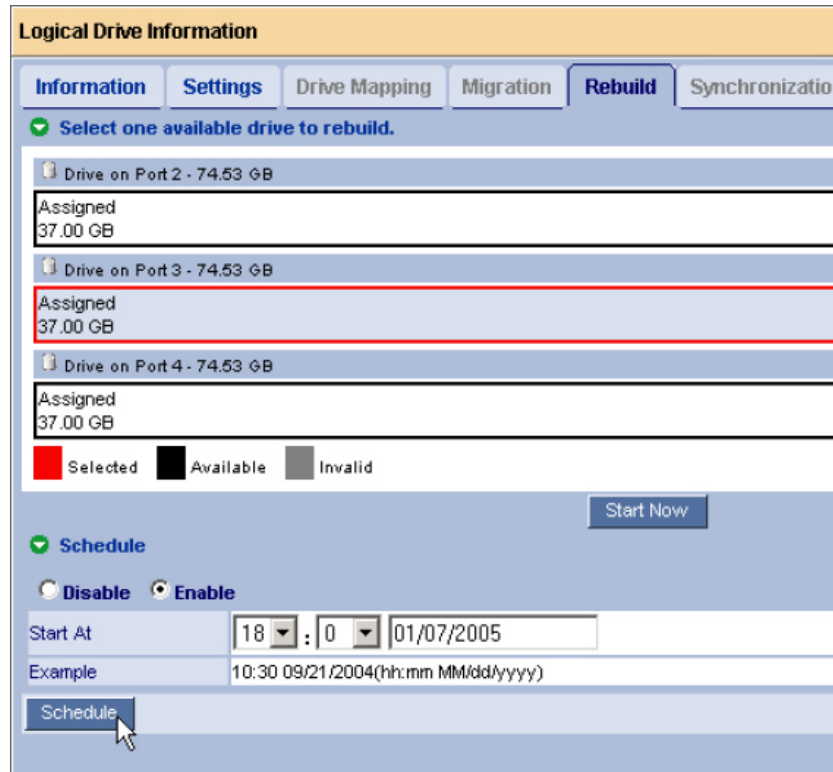 Logical Drive Information
Information Settings Drive Mapping Migration Rebuild Synchronizatio
Select one available drive to rebuild.
Drive on Port 2 - 74.53 GB
Assigned
37.00 GB
Drive on Port 3 - 74.53 GB
Assigned
37.00 GB
Drive on Port 4 - 74.53 GB
Assigned
37.00 GB
Selected Available Invalid
Start Now
Schedule
Disable Enable
Start At 18 : 0 01/07/2005
Example 10:30 09/21/2004(hh:mm MM/dd/yyyy)
Schedule